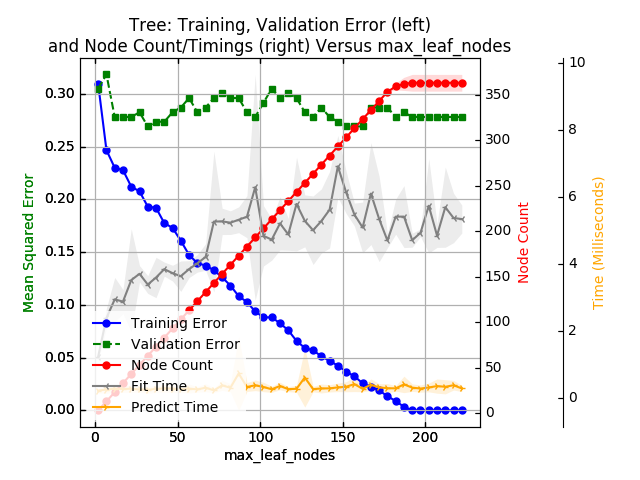 Tree: Training, Validation Error (left)
and Node Count/Timings (right) Versus max_leaf_nodes
Mean Squared Error
0.30
0.25
0.20
0.15
0.10
0.05
0.00
Training Error
Validation Error
Node Count
Fit Time
Predict Time
0 50 100 150 200
max_leaf_nodes
350
300
250
200
150
100
50
0
Node Count
10
8
6
4
2
0
Time (Milliseconds)